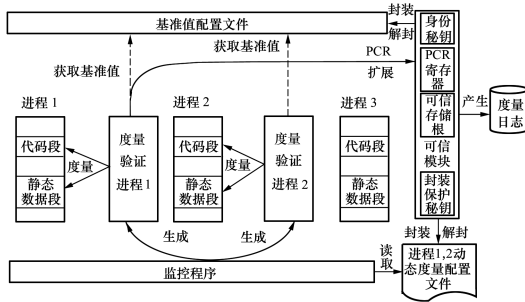 基准值配置文件
封装
解封
身份
秘钥
获取基准值
获取基准值
PCR
扩展
PCR
寄存
器
进程1
进程2
进程3
可信
存储
根
产生
度量
日志
代码段
静态
数据段
度量
度量
验证
进程1
代码段
静态
数据段
度量
度量
验证
进程2
代码段
静态
数据段
可信
模块
封装
保护
秘钥
生成
生成
封装
解封
监控程序
读
取
进程1,2动
态度量配置
文件